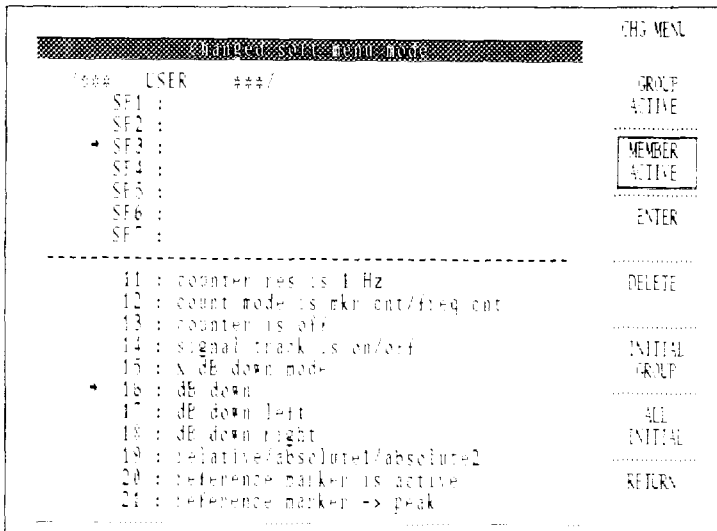 Changed soft menu mode
/*** USER ***/
SF1 :
SF2 :
→ SF3 :
SF4 :
SF5 :
SF6 :
SF7 :
11 : counter res is 1 Hz
12 : count mode is mkr cnt/freq cnt
13 : counter is off
14 : signal track is on/off
15 : X dB down mode
→ 16 : dB down
17 : dB down left
18 : dB down right
19 : relative/absolute1/absolute2
20 : reference marker is active
21 : reference marker -> peak
CHG MENU
GROUP
ACTIVE
MEMBER
ACTIVE
ENTER
DELETE
INITIAL
GROUP
ALL
INITIAL
RETURN